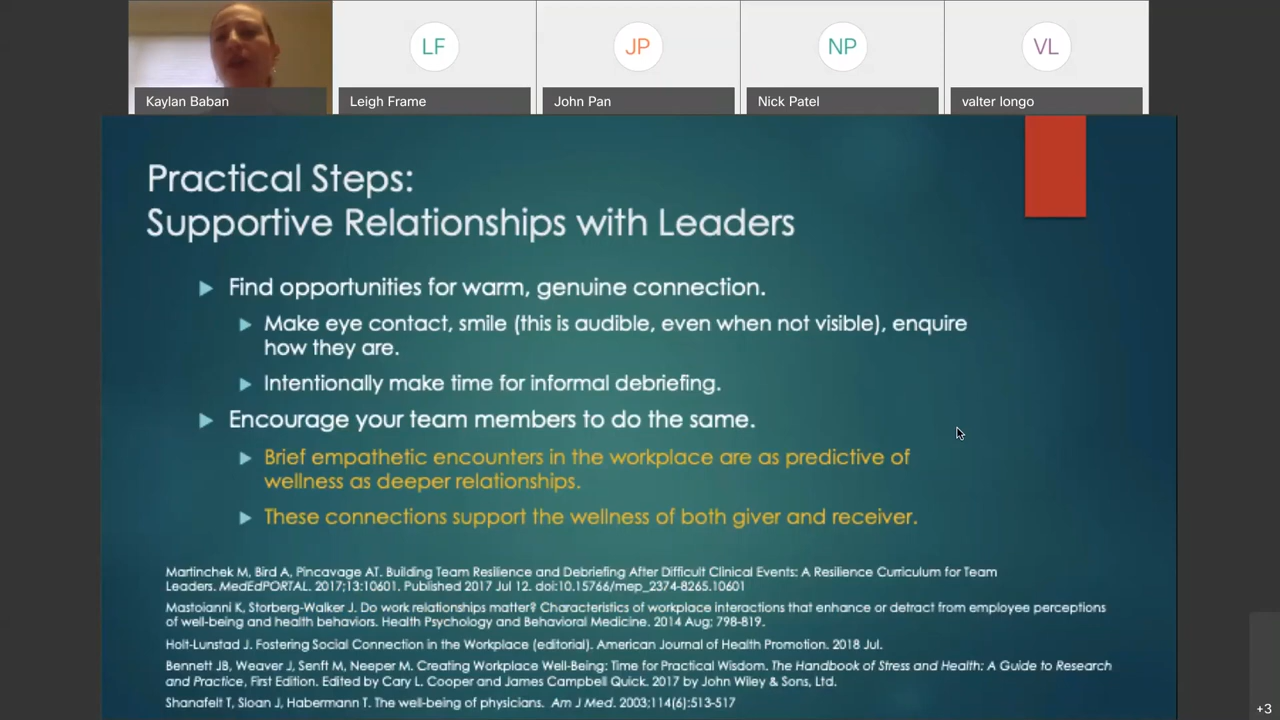 LF
JP
NP
VL
Kaylan Baban
Leigh Frame
John Pan
Nick Patel
valter longo
Practical Steps:
Supportive Relationships with Leaders
Find opportunities for warm, genuine connection.
Make eye contact, smile (this is audible, even when not visible), enquire
how they are.
Intentionally make time for informal debriefing.
Encourage your team members to do the same.
Brief empathetic encounters in the workplace are as predictive of
wellness as deeper relationships.
These connections support the wellness of both giver and receiver.
Martinchek M, Bird A, Pincavage AT. Building Team Resilience and Debriefing After Difficult Clinical Events: A Resilience Curriculum for Team
Leaders. MedEdPORTAL. 2017;13:10601. Published 2017 Jul 12. doi:10.15766/mep_2374-8265.10601
Mastoianni K, Storberg-Walker J. Do work relationships matter? Characteristics of workplace interactions that enhance or detract from employee perceptions
of well-being and health behaviors. Health Psychology and Behavioral Medicine. 2014 Aug; 798-819.
Holt-Lunstad J. Fostering Social Connection in the Workplace (editorial). American Journal of Health Promotion. 2018 Jul.
Bennett JB, Weaver J, Senft M, Neeper M. Creating Workplace Well-Being: Time for Practical Wisdom. The Handbook of Stress and Health: A Guide to Research
and Practice, First Edition. Edited by Cary L. Cooper and James Campbell Quick. 2017 by John Wiley & Sons, Ltd.
Shanafelt T, Sloan J, Habermann T. The well-being of physicians. Am J Med. 2003;114(6):513-517
+3